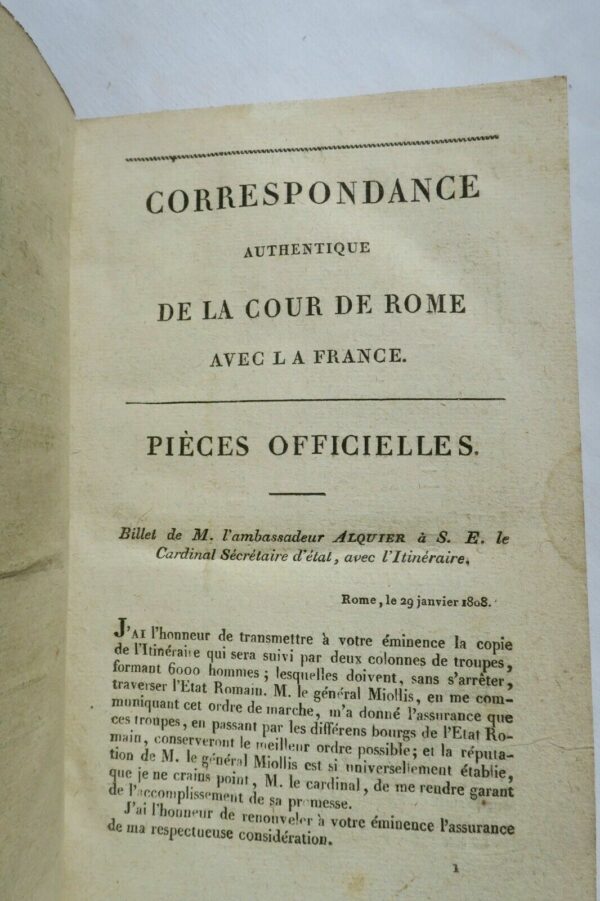 CORRESPONDANCE
AUTHENTIQUE
DE LA COUR DE ROME
AVEC LA FRANCE.
PIÈCES OFFICIELLES.
Billet de M. l'ambassadeur ALQUIER à S. E. le
Cardinal Sécrétaire d'état, avec l'Itinéraire.
Rome, le 29 janvier 1808.
J'AI l'honneur de transmettre à votre éminence la copie
de l'Itinéraire qui sera suivi par deux colonnes de troupes,
formant 6000 hommes; lesquelles doivent, sans s'arrêter,
traverser l'Etat Romain. M. le général Miollis, en me com-
muniquant cet ordre de marche, m'a donné l'assurance que
ces troupes, en passant par les différens bourgs de l'Etat Ro-
main, conserveront le meilleur ordre possible; et la réputa-
tion de M. le général Miollis est si universellement établie,
que je ne crains point, M. le cardinal, de me rendre garant
de l'accomplissement de sa promesse.
J'ai l'honneur de renouveler à votre éminence l'assurance
de ma respectueuse considération.
1